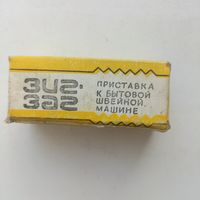 ЗИГ-
ЗАГ
ПРИСТАВКА
К БЫТОВОЙ
ШВЕЙНОЙ
МАШИНЕ